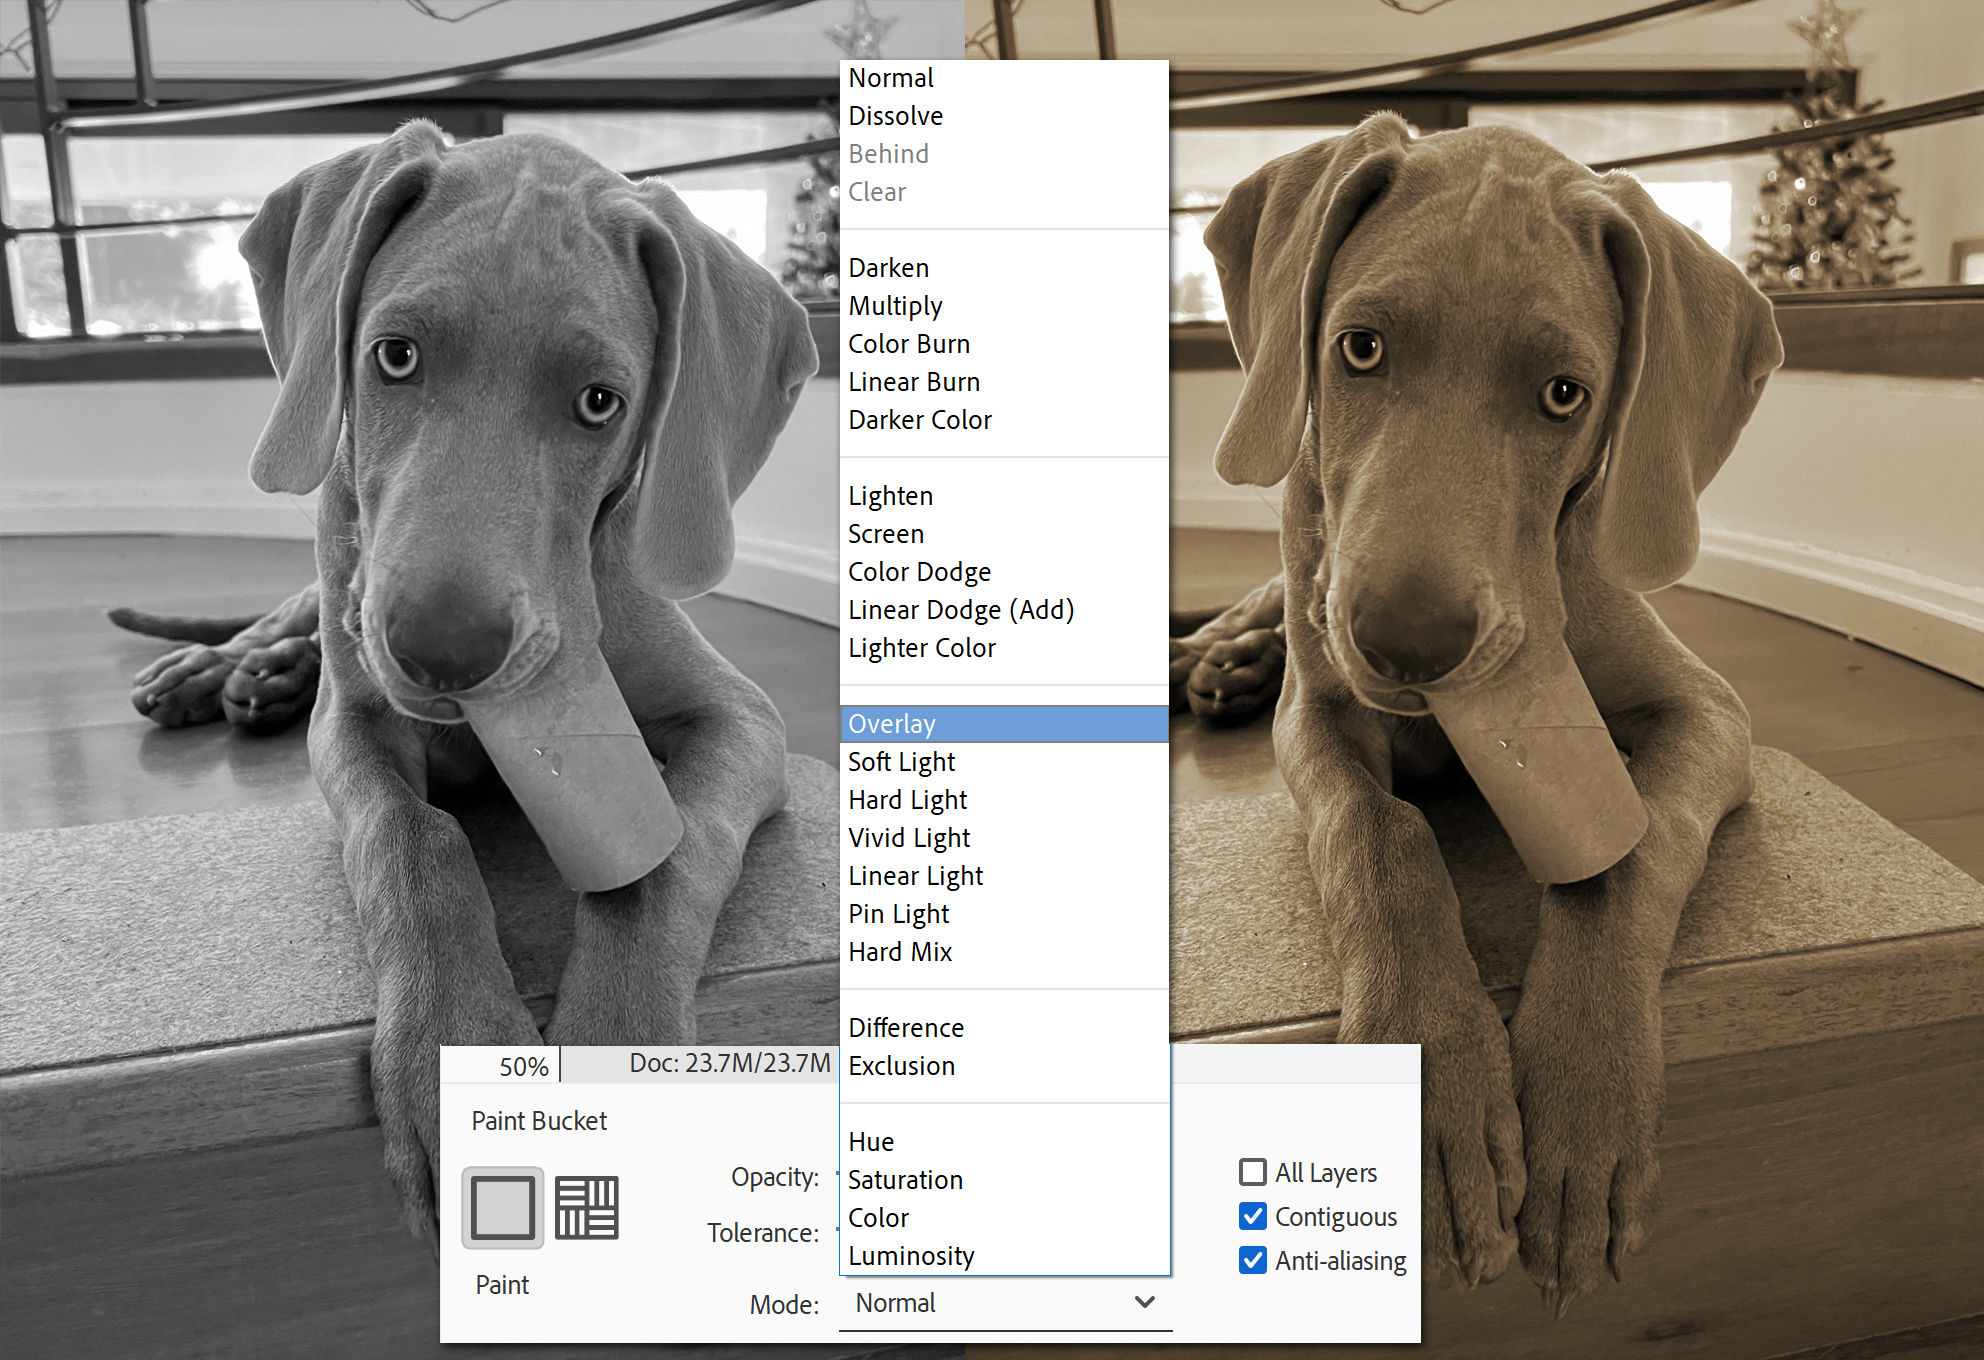 Normal
Dissolve
Behind
Clear
Darken
Multiply
Color Burn
Linear Burn
Darker Color
Lighten
Screen
Color Dodge
Linear Dodge (Add)
Lighter Color
Overlay
Soft Light
Hard Light
Vivid Light
Linear Light
Pin Light
Hard Mix
Difference
Exclusion
Hue
Saturation
Color
Luminosity
50%
Doc: 23.7M/23.7M
Paint Bucket
Paint
Opacity:
Tolerance:
Mode:
Normal
All Layers
Contiguous
Anti-aliasing